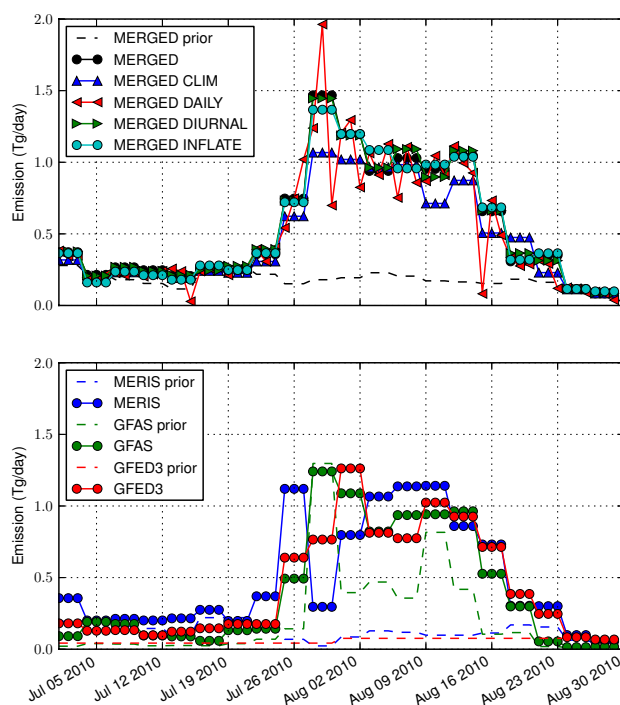 2.0
1.5
1.0
0.5
0.0
Emission (Tg/day)
MERGED prior
MERGED
MERGED CLIM
MERGED DAILY
MERGED DIURNAL
MERGED INFLATE
2.0
1.5
1.0
0.5
0.0
Emission (Tg/day)
MERIS prior
MERIS
GFAS prior
GFAS
GFED3 prior
GFED3
Jul 05 2010
Jul 12 2010
Jul 19 2010
Jul 26 2010
Aug 02 2010
Aug 09 2010
Aug 16 2010
Aug 23 2010
Aug 30 2010